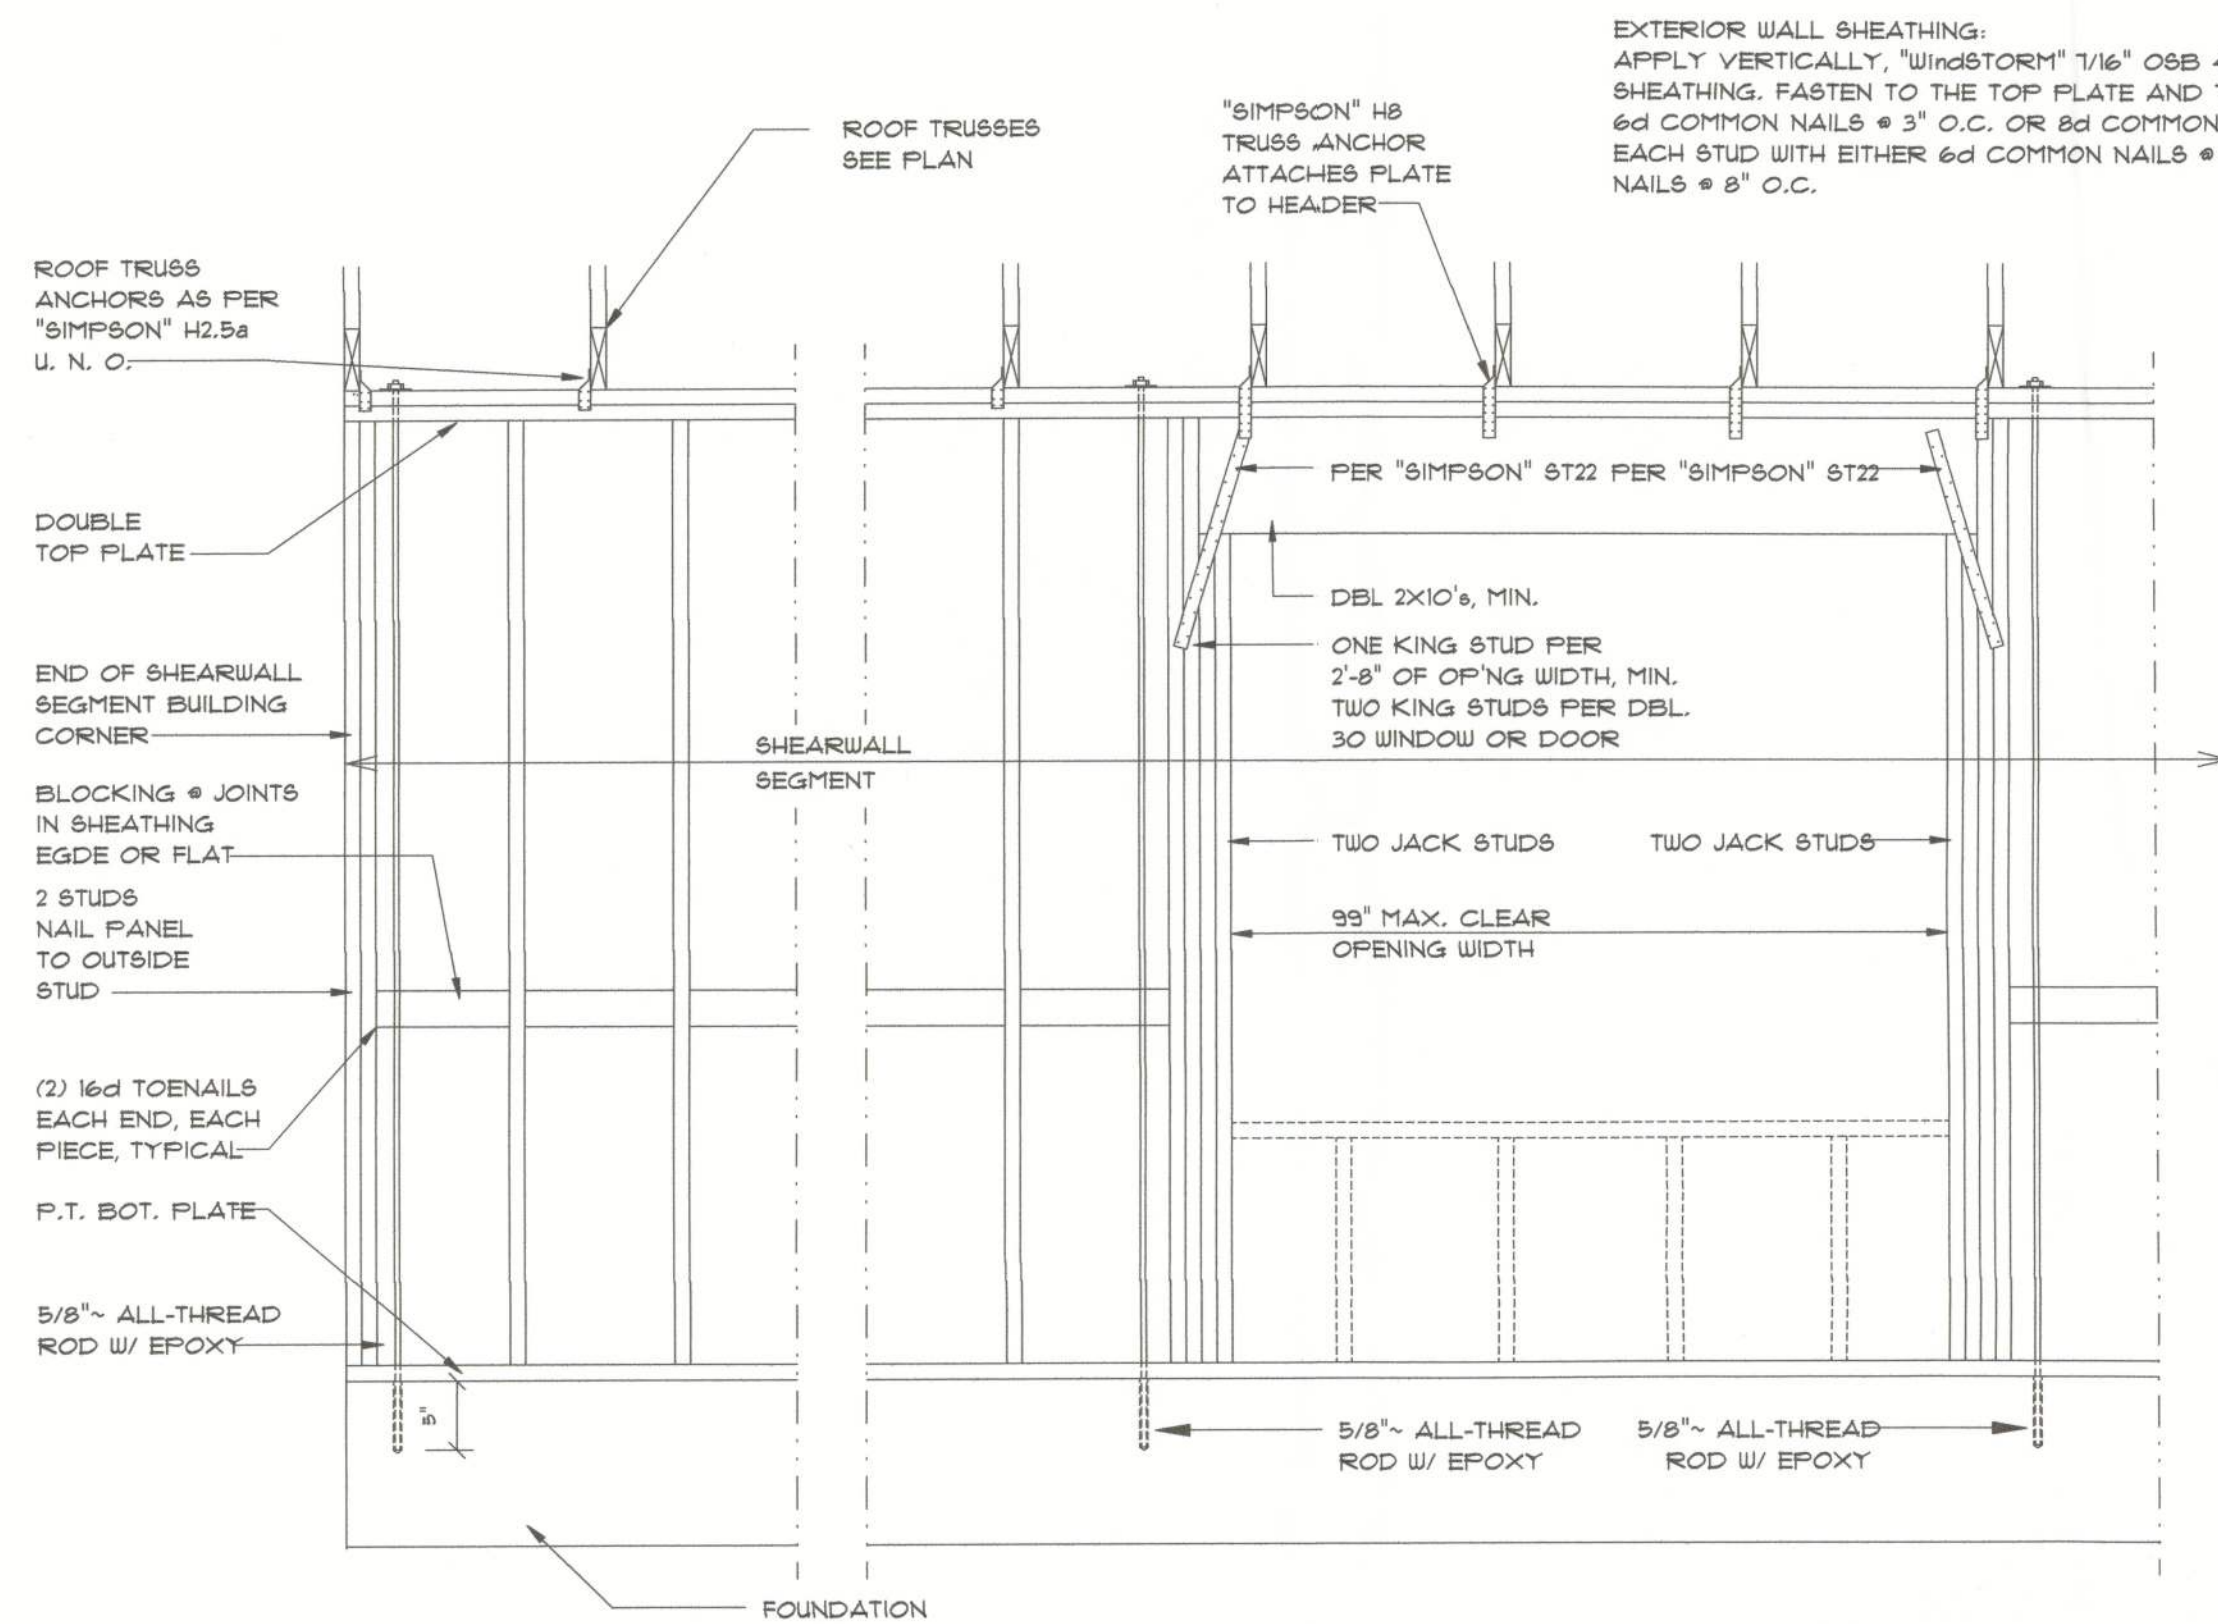 EXTERIOR WALL SHEATHING:
APPLY VERTICALLY, "WindSTORM" 7/16" OSB
SHEATHING. FASTEN TO THE TOP PLATE AND
6d COMMON NAILS @ 3" O.C. OR 8d COMMON
EACH STUD WITH EITHER 6d COMMON NAILS @
NAILS @ 8" O.C.
"SIMPSON" H8
TRUSS ANCHOR
ATTACHES PLATE
TO HEADER
ROOF TRUSSES
SEE PLAN
ROOF TRUSS
ANCHORS AS PER
"SIMPSON" H2.5a
U. N. O.
PER "SIMPSON" ST22 PER "SIMPSON" ST22
DOUBLE
TOP PLATE
DBL 2X10's, MIN.
ONE KING STUD PER
2'-8" OF OP'NG WIDTH, MIN.
TWO KING STUDS PER DBL.
30 WINDOW OR DOOR
END OF SHEARWALL
SEGMENT BUILDING
CORNER
SHEARWALL
SEGMENT
BLOCKING @ JOINTS
IN SHEATHING
EGDE OR FLAT
TWO JACK STUDS
TWO JACK STUDS
2 STUDS
NAIL PANEL
TO OUTSIDE
STUD
99" MAX. CLEAR
OPENING WIDTH
(2) 16d TOENAILS
EACH END, EACH
PIECE, TYPICAL
P.T. BOT. PLATE
5/8"~ ALL-THREAD
ROD W/ EPOXY
5"
5/8"~ ALL-THREAD
ROD W/ EPOXY
5/8"~ ALL-THREAD
ROD W/ EPOXY
FOUNDATION